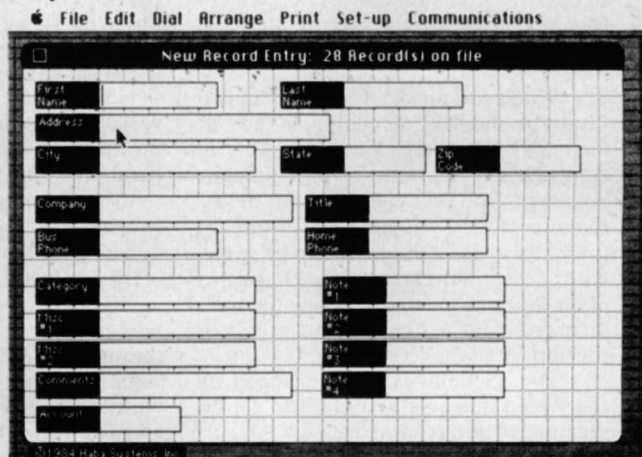 File Edit Dial Arrange Print Set-up Communications
New Record Entry: 28 Record(s) on file
First Name
Last Name
Address
City
State
Zip Code
Company
Title
Bus Phone
Home Phone
Category
Note #1
Misc #1
Note #2
Misc #2
Note #3
Comments
Note #4
Account
©1984 Haba Systems, Inc.